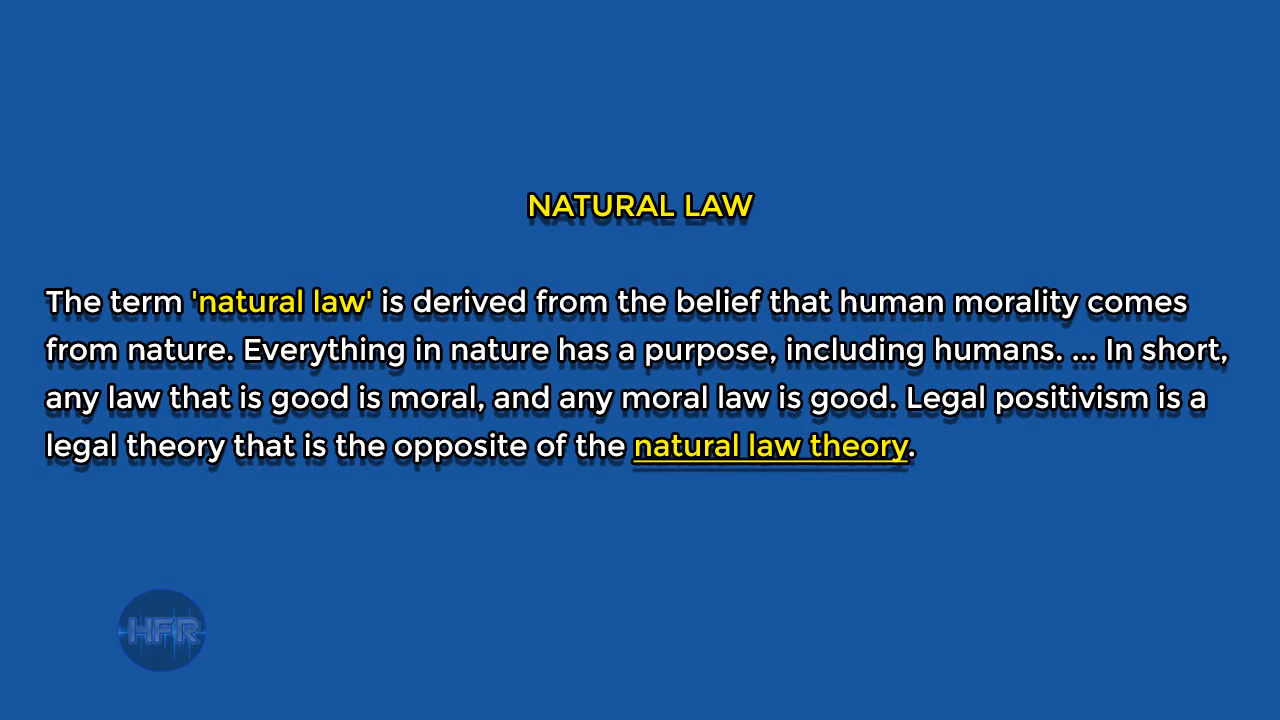 NATURAL LAW
The term 'natural law' is derived from the belief that human morality comes
from nature. Everything in nature has a purpose, including humans. ... In short,
any law that is good is moral, and any moral law is good. Legal positivism is a
legal theory that is the opposite of the natural law theory.
HFR